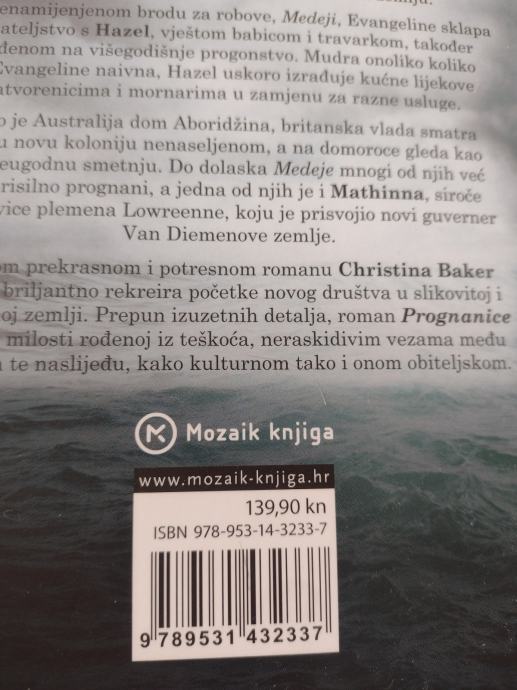 enamijenjenom brodu za robove, Medeji, Evangeline sklapa
ateljstvo s Hazel, vještom babicom i travarkom, također
đenom na višegodišnje progonstvo. Mudra onoliko koliko
Evangeline naivna, Hazel uskoro izrađuje kućne lijekove
atvorenicima i mornarima u zamjenu za razne usluge.
o je Australija dom Aboridžina, britanska vlada smatra
u novu koloniju nenaseljenom, a na domoroce gleda kao
eugodnu smetnju. Do dolaska Medeje mnogi od njih već
risilno prognani, a jedna od njih je i Mathinna, siroče
vice plemena Lowreenne, koju je prisvojio novi guverner
Van Diemenove zemlje.
om prekrasnom i potresnom romanu Christina Baker
briljantno rekreira početke novog društva u slikovitoj i
oj zemlji. Prepun izuzetnih detalja, roman Prognanice
milosti rođenoj iz teškoća, neraskidivim vezama među
a te naslijeđu, kako kulturnom tako i onom obiteljskom.
Mozaik knjiga
www.mozaik-knjiga.hr
139,90 kn
ISBN 978-953-14-3233-7
9 789531 432337